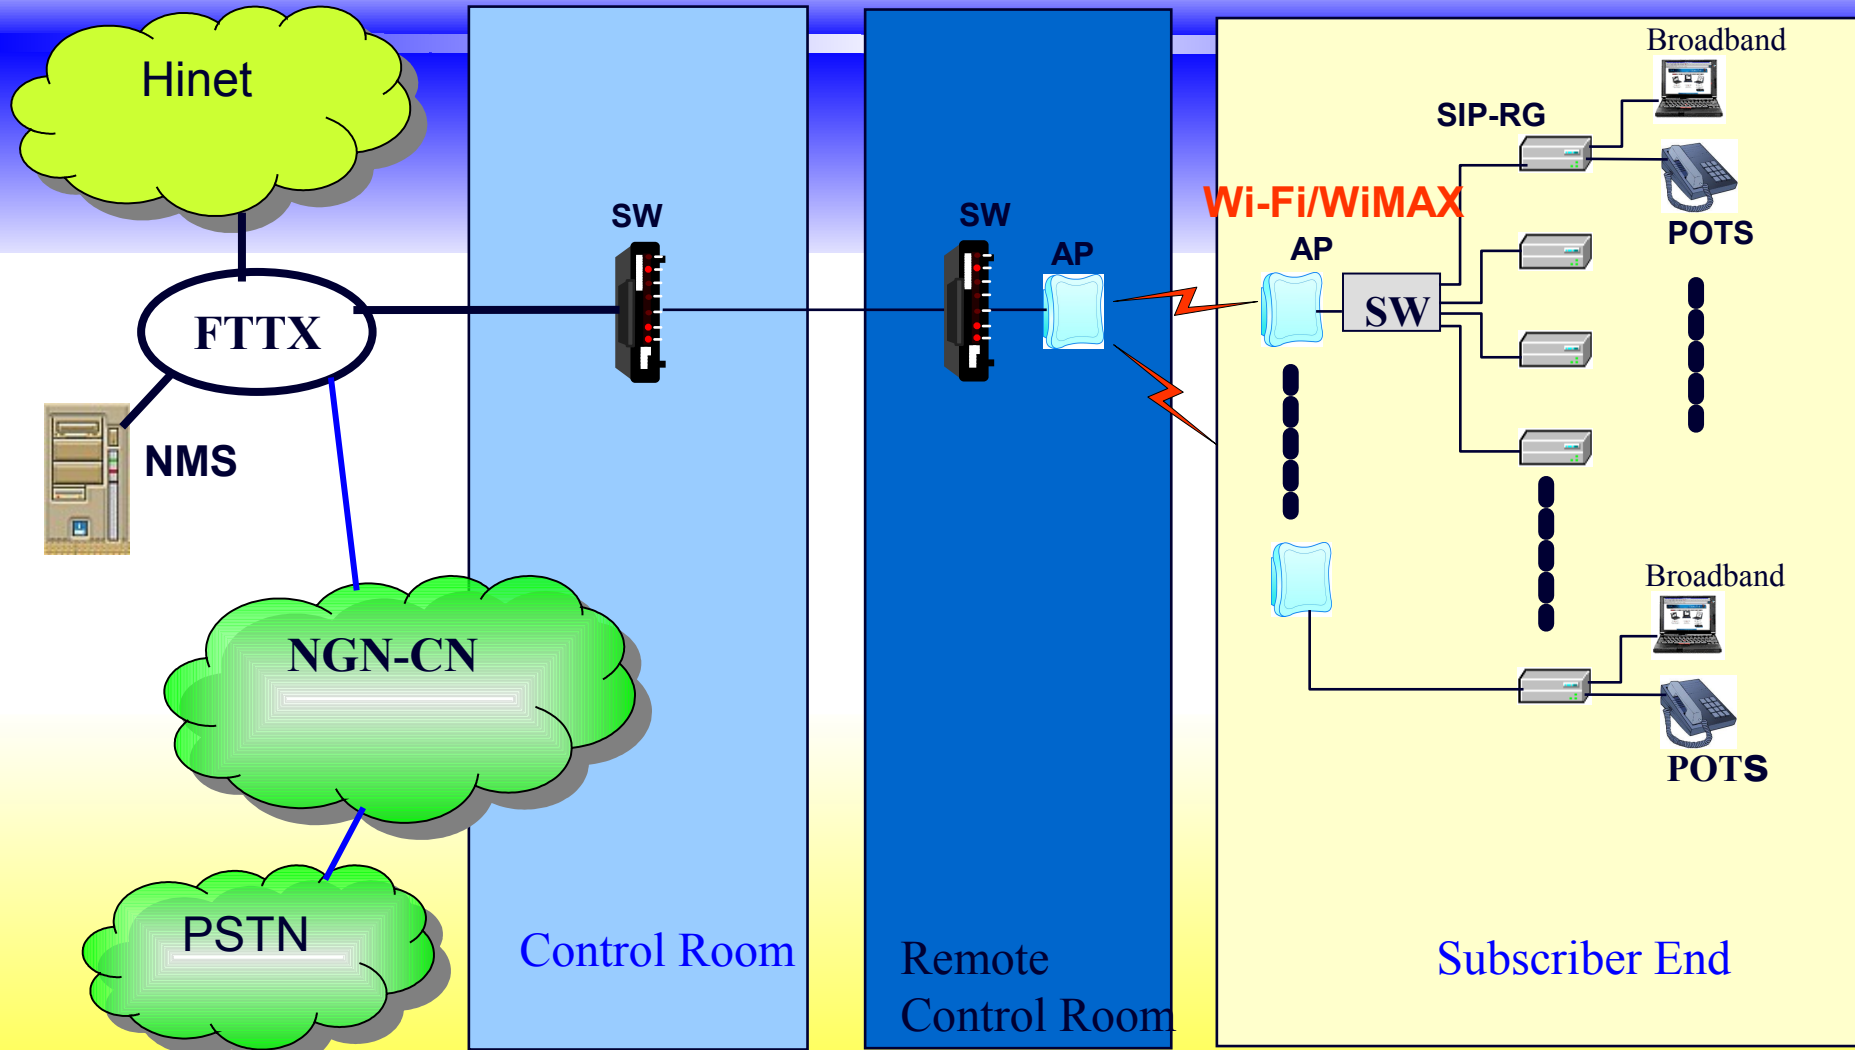 Hinet
FTTX
NMS
NGN-CN
PSTN
SW
Control Room
SW
AP
Remote
Control Room
Wi-Fi/WiMAX
AP
SW
SIP-RG
Broadband
POTS
Broadband
POTS
Subscriber End